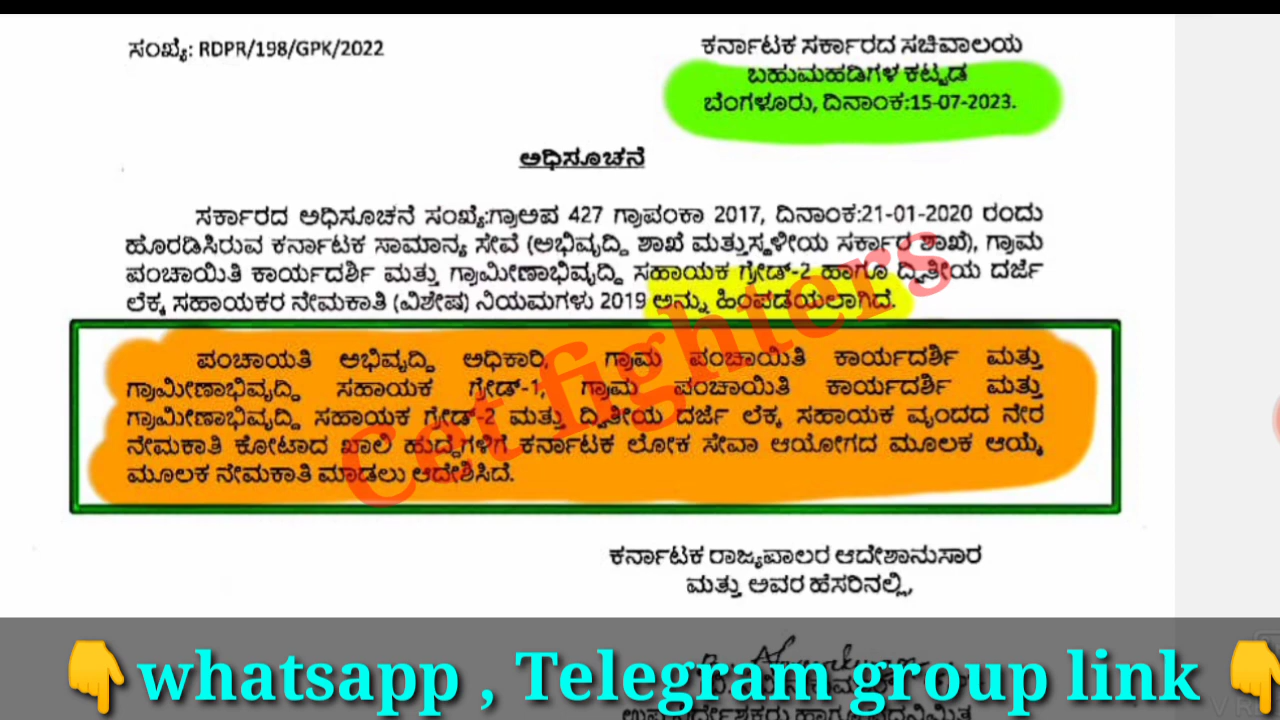 ಸಂಖ್ಯೆ: RDPR/198/GPK/2022
ಕರ್ನಾಟಕ ಸರ್ಕಾರದ ಸಚಿವಾಲಯ
ಬಹುಮಹಡಿಗಳ ಕಟ್ಟಡ
ಬೆಂಗಳೂರು, ದಿನಾಂಕ:15-07-2023.
ಅಧಿಸೂಚನೆ
ಸರ್ಕಾರದ ಅಧಿಸೂಚನೆ ಸಂಖ್ಯೆ:ಗ್ರಾಅಪ 427 ಗ್ರಾಪಂಕಾ 2017, ದಿನಾಂಕ:21-01-2020 ರಂದು
ಹೊರಡಿಸಿರುವ ಕರ್ನಾಟಕ ಸಾಮಾನ್ಯ ಸೇವೆ (ಅಭಿವೃದ್ಧಿ ಶಾಖೆ ಮತ್ತುಸ್ಥಳೀಯ ಸರ್ಕಾರ ಶಾಖೆ), ಗ್ರಾಮ
ಪಂಚಾಯಿತಿ ಕಾರ್ಯದರ್ಶಿ ಮತ್ತು ಗ್ರಾಮೀಣಾಭಿವೃದ್ಧಿ ಸಹಾಯಕ ಗ್ರೇಡ್-2 ಹಾಗೂ ದ್ವಿತೀಯ ದರ್ಜೆ
ಲೆಕ್ಕ ಸಹಾಯಕರ ನೇಮಕಾತಿ (ವಿಶೇಷ) ನಿಯಮಗಳು 2019 ಅನ್ನು ಹಿಂಪಡೆಯಲಾಗಿದೆ.
ಪಂಚಾಯತಿ ಅಭಿವೃದ್ಧಿ ಅಧಿಕಾರಿ, ಗ್ರಾಮ ಪಂಚಾಯಿತಿ ಕಾರ್ಯದರ್ಶಿ ಮತ್ತು
ಗ್ರಾಮೀಣಾಭಿವೃದ್ಧಿ ಸಹಾಯಕ ಗ್ರೇಡ್-1, ಗ್ರಾಮ ಪಂಚಾಯಿತಿ ಕಾರ್ಯದರ್ಶಿ ಮತ್ತು
ಗ್ರಾಮೀಣಾಭಿವೃದ್ಧಿ ಸಹಾಯಕ ಗ್ರೇಡ್-2 ಮತ್ತು ದ್ವಿತೀಯ ದರ್ಜೆ ಲೆಕ್ಕ ಸಹಾಯಕ ವೃಂದದ ನೇರ
ನೇಮಕಾತಿ ಕೋಟಾದ ಖಾಲಿ ಹುದ್ದೆಗಳಿಗೆ ಕರ್ನಾಟಕ ಲೋಕ ಸೇವಾ ಆಯೋಗದ ಮೂಲಕ ಆಯ್ಕೆ
ಮೂಲಕ ನೇಮಕಾತಿ ಮಾಡಲು ಆದೇಶಿಸಿದೆ.
Cet fighters
ಕರ್ನಾಟಕ ರಾಜ್ಯಪಾಲರ ಆದೇಶಾನುಸಾರ
ಮತ್ತು ಅವರ ಹೆಸರಿನಲ್ಲಿ,
👇whatsapp , Telegram group link 👇